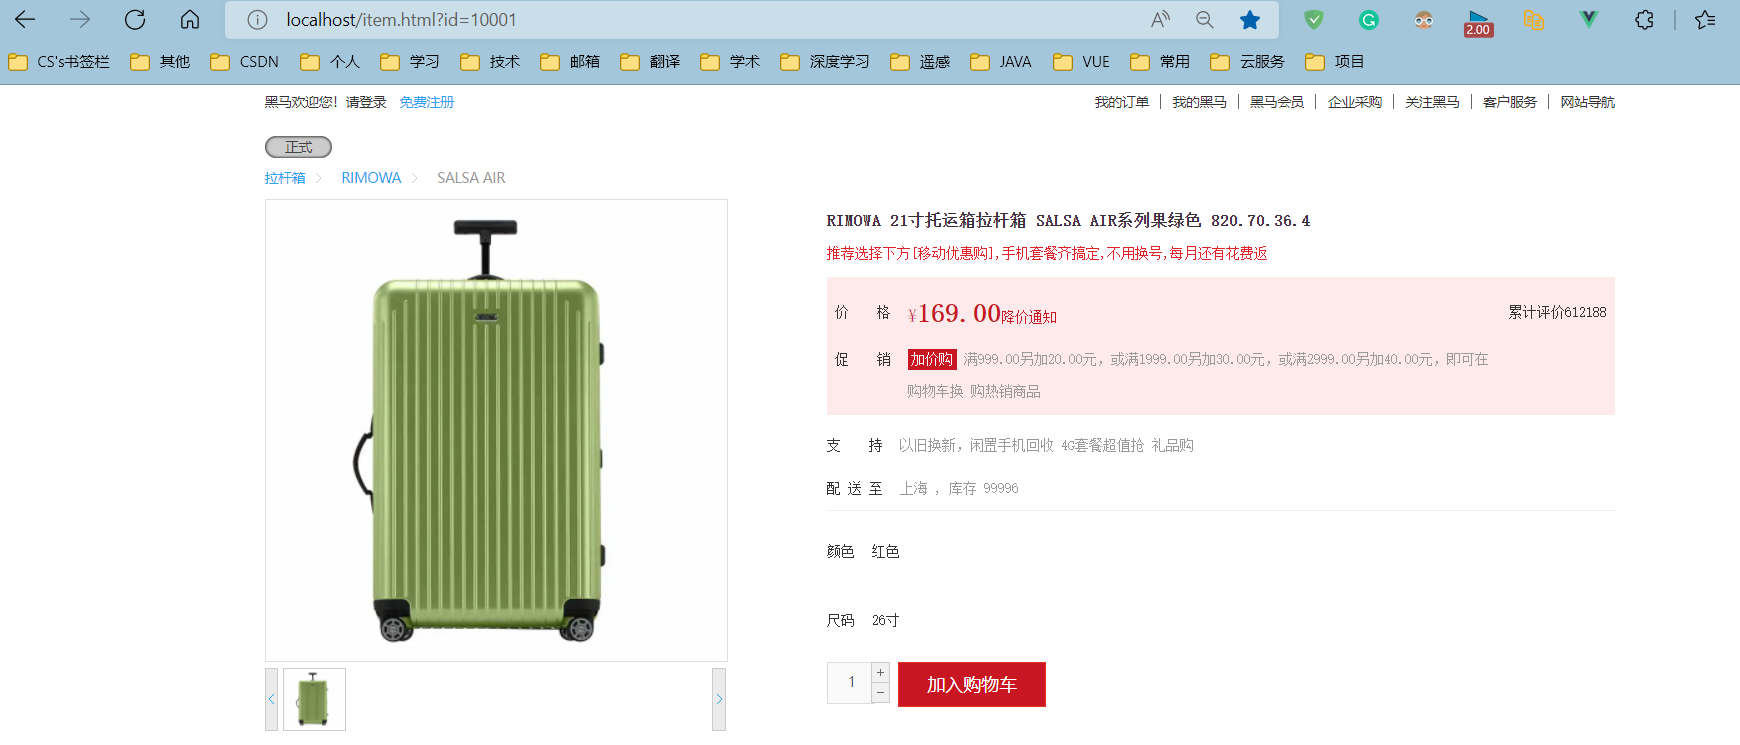 localhost/item.html?id=10001
2.00
CS's书签栏 其他 CSDN 个人 学习 技术 邮箱 翻译 学术 深度学习 遥感 JAVA VUE 常用 云服务 项目
黑马欢迎您！请登录 免费注册 我的订单 我的黑马 黑马会员 企业采购 关注黑马 客户服务 网站导航
正式
拉杆箱 RIMOWA SALSA AIR
RIMOWA 21寸托运箱拉杆箱 SALSA AIR系列果绿色 820.70.36.4
推荐选择下方[移动优惠购],手机套餐齐搞定,不用换号,每月还有花费返
价 格 ¥169.00降价通知 累计评价612188
促 销 加价购 满999.00另加20.00元，或满1999.00另加30.00元，或满2999.00另加40.00元，即可在
购物车换 购热销商品
支 持 以旧换新，闲置手机回收 4G套餐超值抢 礼品购
配 送 至 上海 ，库存 99996
颜色 红色
尺码 26寸
1 + − 加入购物车